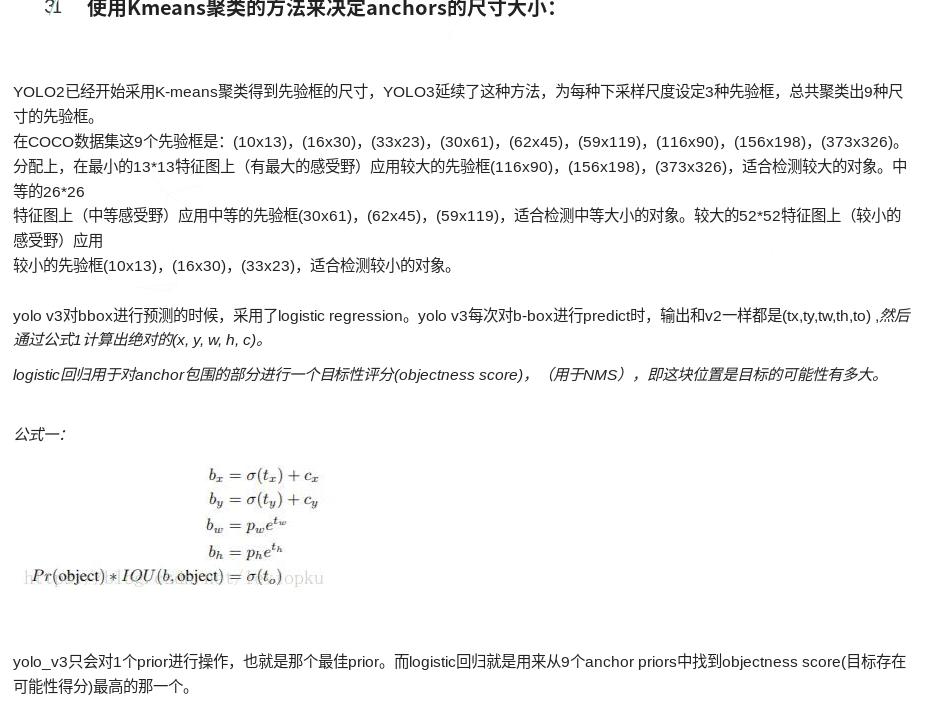 使用Kmeans聚类的方法来决定anchors的尺寸大小：
YOLO2已经开始采用K-means聚类得到先验框的尺寸，YOLO3延续了这种方法，为每种下采样尺度设定3种先验框，总共聚类出9种尺
寸的先验框。
在COCO数据集这9个先验框是：(10x13)，(16x30)，(33x23)，(30x61)，(62x45)，(59x119)，(116x90)，(156x198)，(373x326)。
分配上，在最小的13*13特征图上（有最大的感受野）应用较大的先验框(116x90)，(156x198)，(373x326)，适合检测较大的对象。中
等的26*26
特征图上（中等感受野）应用中等的先验框(30x61)，(62x45)，(59x119)，适合检测中等大小的对象。较大的52*52特征图上（较小的
感受野）应用
较小的先验框(10x13)，(16x30)，(33x23)，适合检测较小的对象。
yolo v3对bbox进行预测的时候，采用了logistic regression。yolo v3每次对b-box进行predict时，输出和v2一样都是(tx,ty,tw,th,to) ,然后
通过公式1计算出绝对的(x, y, w, h, c)。
logistic回归用于对anchor包围的部分进行一个目标性评分(objectness score)，（用于NMS），即这块位置是目标的可能性有多大。
公式一：
b_x = σ(t_x) + c_x
b_y = σ(t_y) + c_y
b_w = p_w e^{t_w}
b_h = p_h e^{t_h}
Pr(object) * IOU(b, object) = σ(t_o)
yolo_v3只会对1个prior进行操作，也就是那个最佳prior。而logistic回归就是用来从9个anchor priors中找到objectness score(目标存在
可能性得分)最高的那一个。